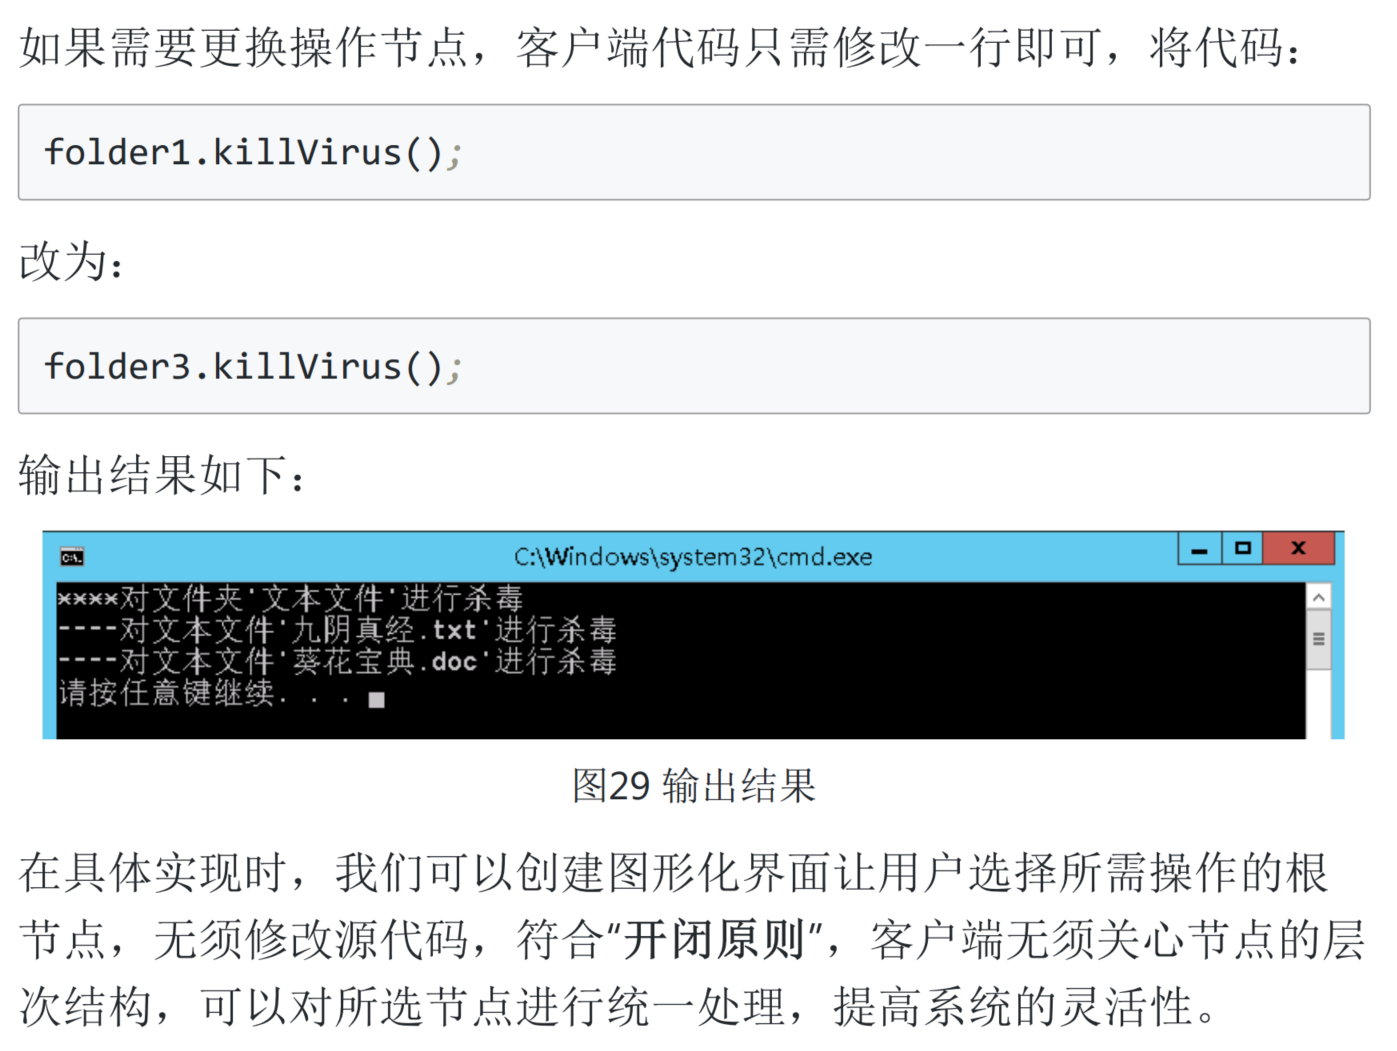 如果需要更换操作节点，客户端代码只需修改一行即可，将代码：
folder1.killVirus();
改为：
folder3.killVirus();
输出结果如下：
C:\Windows\system32\cmd.exe
****对文件夹'文本文件'进行杀毒
----对文本文件'九阴真经.txt'进行杀毒
----对文本文件'葵花宝典.doc'进行杀毒
请按任意键继续. . .
图29 输出结果
在具体实现时，我们可以创建图形化界面让用户选择所需操作的根
节点，无须修改源代码，符合“开闭原则”，客户端无须关心节点的层
次结构，可以对所选节点进行统一处理，提高系统的灵活性。